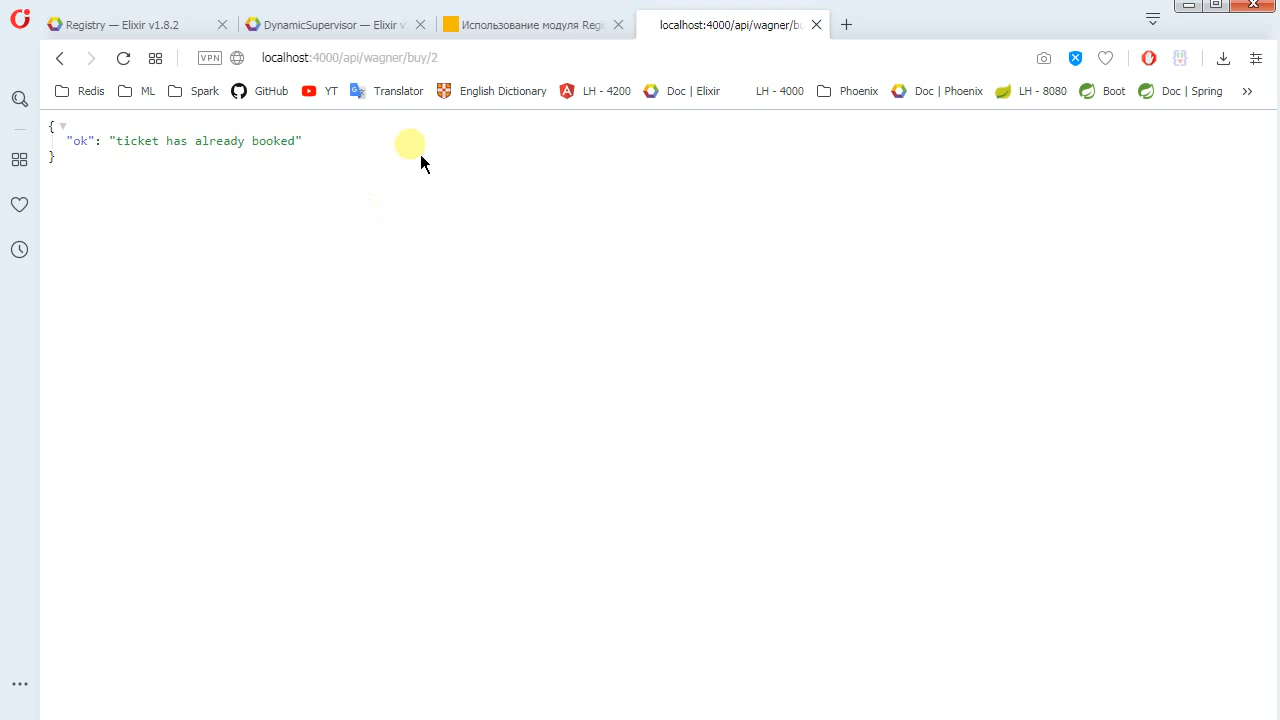 Registry — Elixir v1.8.2
DynamicSupervisor — Elixir v
Использование модуля Regi
localhost:4000/api/wagner/bu
VPN
localhost:4000/api/wagner/buy/2
Redis
ML
Spark
GitHub
YT
Translator
English Dictionary
LH - 4200
Doc | Elixir
LH - 4000
Phoenix
Doc | Phoenix
LH - 8080
Boot
Doc | Spring
»
{
"ok": "ticket has already booked"
}